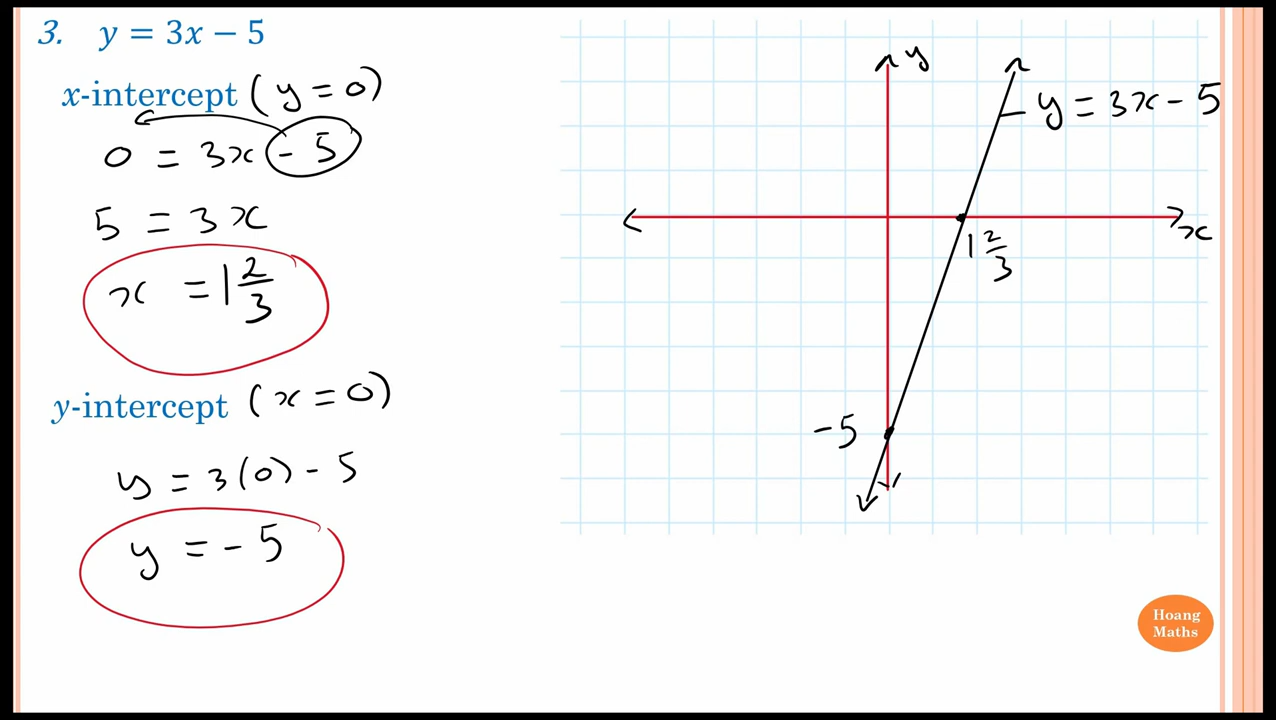 3. y = 3x − 5
x-intercept (y = 0)
0 = 3x − 5
5 = 3x
x = 1 2/3
y-intercept (x = 0)
y = 3(0) − 5
y = −5
y
y = 3x − 5
x
1 2/3
−5
Hoang
Maths